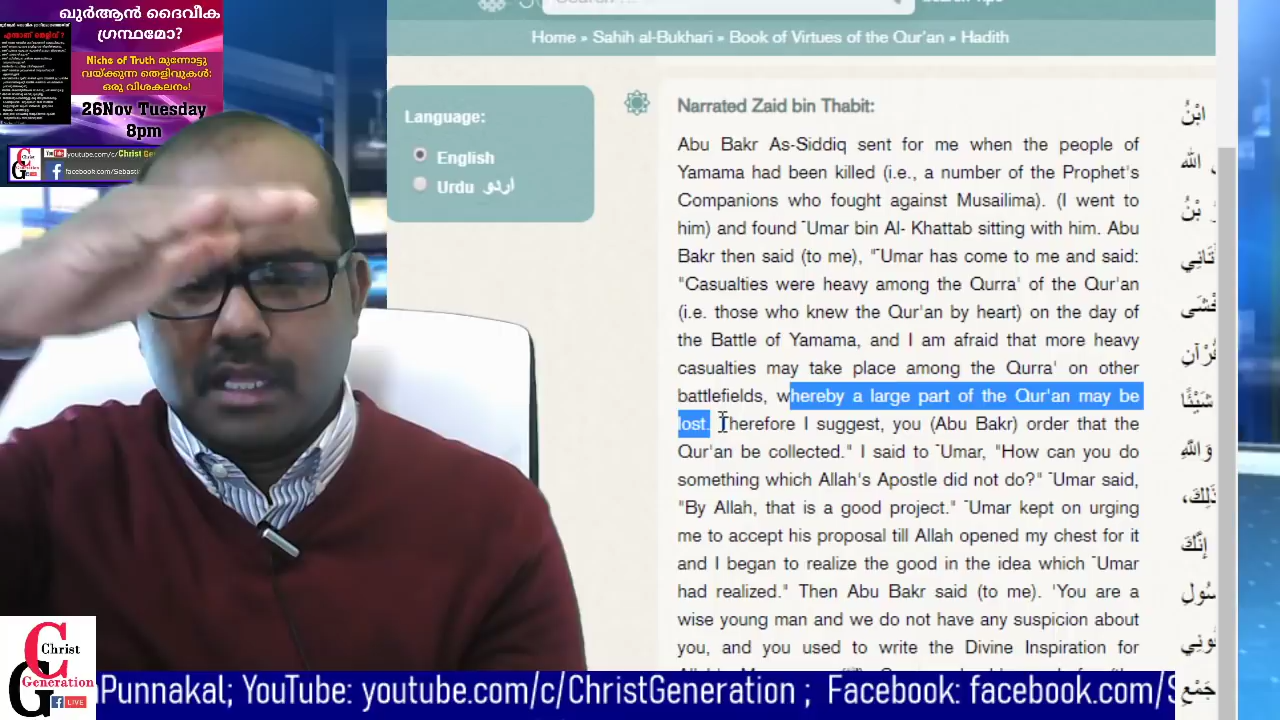 ഖുർആൻ ദൈവീക
ഗ്രന്ഥമോ?
Niche of Truth മുന്നോട്ടു
വയ്ക്കുന്ന തെളിവുകൾ:
ഒരു വിശകലനം!
26Nov Tuesday
8pm
youtube.com/c/Christ Gen
facebook.com/Sebasti
Home » Sahih al-Bukhari » Book of Virtues of the Qur'an » Hadith
Language:
English
Urdu اردو
Narrated Zaid bin Thabit:
Abu Bakr As-Siddiq sent for me when the people of
Yamama had been killed (i.e., a number of the Prophet's
Companions who fought against Musailima). (I went to
him) and found `Umar bin Al- Khattab sitting with him. Abu
Bakr then said (to me), "`Umar has come to me and said:
"Casualties were heavy among the Qurra' of the Qur'an
(i.e. those who knew the Qur'an by heart) on the day of
the Battle of Yamama, and I am afraid that more heavy
casualties may take place among the Qurra' on other
battlefields, whereby a large part of the Qur'an may be
lost. Therefore I suggest, you (Abu Bakr) order that the
Qur'an be collected." I said to `Umar, "How can you do
something which Allah's Apostle did not do?" `Umar said,
"By Allah, that is a good project." `Umar kept on urging
me to accept his proposal till Allah opened my chest for it
and I began to realize the good in the idea which `Umar
had realized." Then Abu Bakr said (to me). 'You are a
wise young man and we do not have any suspicion about
you, and you used to write the Divine Inspiration for
ابْنُ
الله
بْنُ
شَيْئًا
وَاللَّهِ
ذَلِكَ،
إِنَّكَ
Christ
Generation
LIVE
Punnakal; YouTube: youtube.com/c/ChristGeneration ; Facebook: facebook.com/S